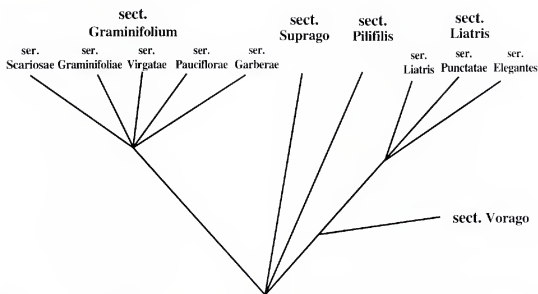 sect.
Graminifolium
sect.
Suprago
sect.
Pilifilis
sect.
Liatris
ser.
Scariosae
ser.
Graminifoliae
ser.
Virgatae
ser.
Pauciflorae
ser.
Garberae
ser.
Liatris
ser.
Punctatae
ser.
Elegantes
sect. Vorago